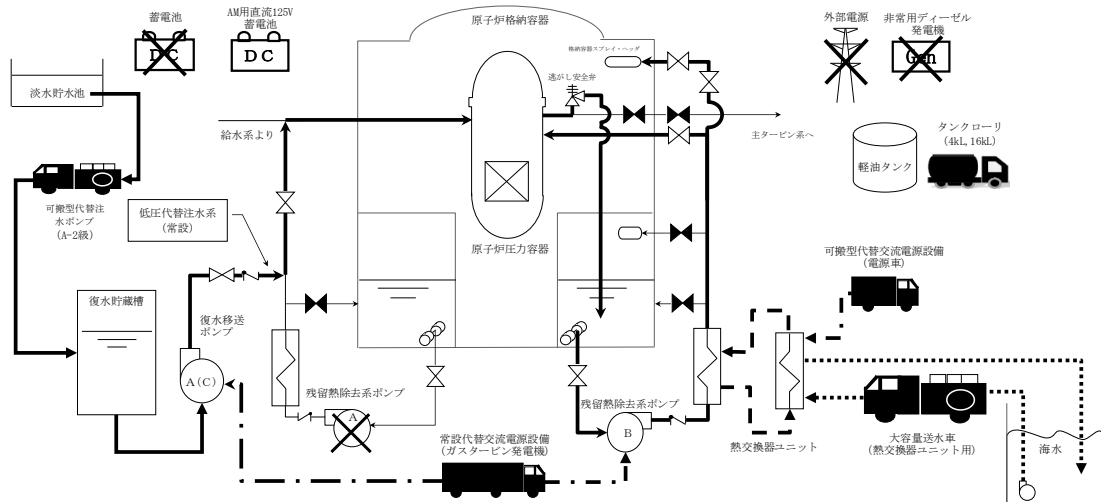 蓄電池
DC
AM用直流125V
蓄電池
DC
原子炉格納容器
外部電源
非常用ディーゼル
発電機
Gen
格納容器スプレイ・ヘッダ
逃がし安全弁
淡水貯水池
給水系より
主タービン系へ
軽油タンク
タンクローリ
(4kL, 16kL)
可搬型代替注
水ポンプ
(A-2級)
低圧代替注水系
(常設)
原子炉圧力容器
可搬型代替交流電源設備
(電源車)
復水貯蔵槽
復水移送
ポンプ
A(C)
残留熱除去系ポンプ
A
残留熱除去系ポンプ
B
熱交換器ユニット
大容量送水車
(熱交換器ユニット用)
海水
常設代替交流電源設備
(ガスタービン発電機)